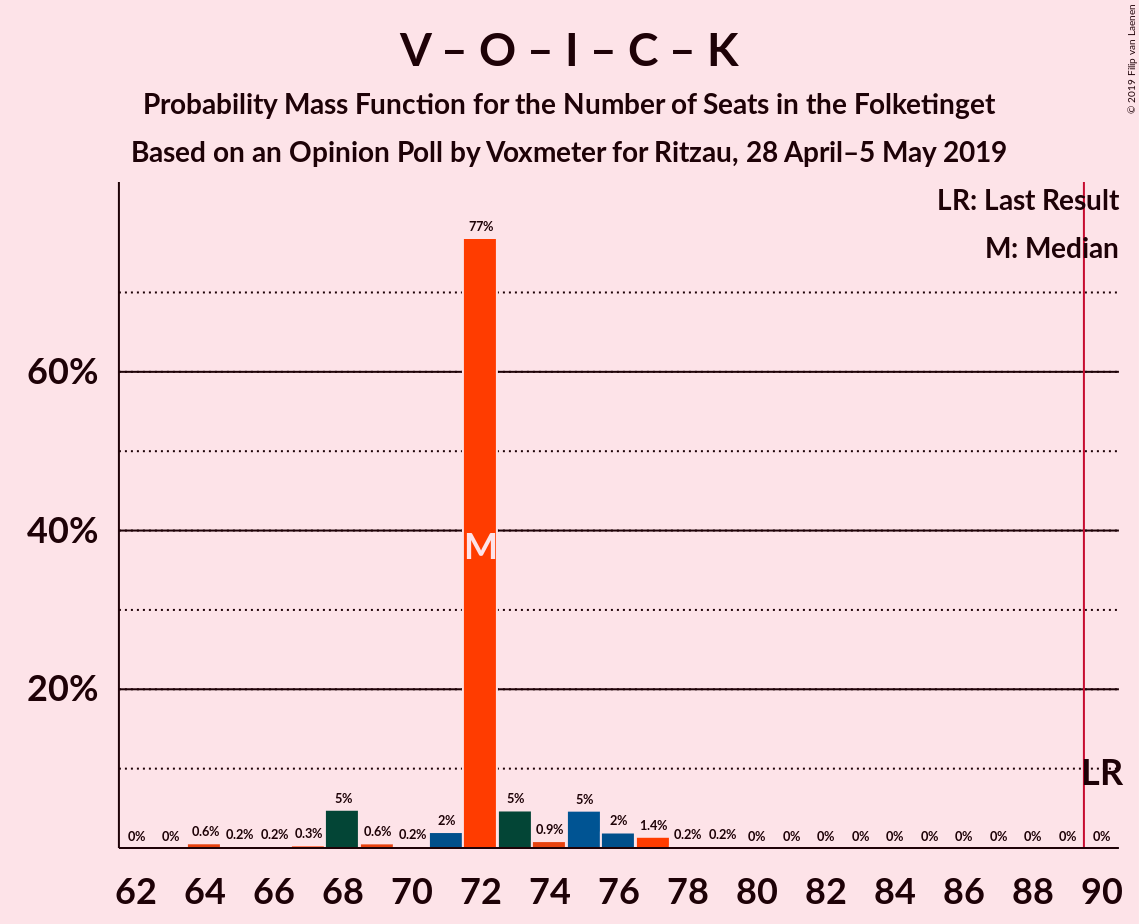 V – O – I – C – K
Probability Mass Function for the Number of Seats in the Folketinget
Based on an Opinion Poll by Voxmeter for Ritzau, 28 April–5 May 2019
© 2019 Filip van Laenen
LR: Last Result
M: Median
77%
60%
40%
M
20%
LR
0% 0% 0.6% 0.2% 0.2% 0.3% 5% 0.6% 0.2% 2% 5% 0.9% 5% 2% 1.4% 0.2% 0.2% 0% 0% 0% 0% 0% 0% 0% 0% 0% 0% 0%
62 64 66 68 70 72 74 76 78 80 82 84 86 88 90